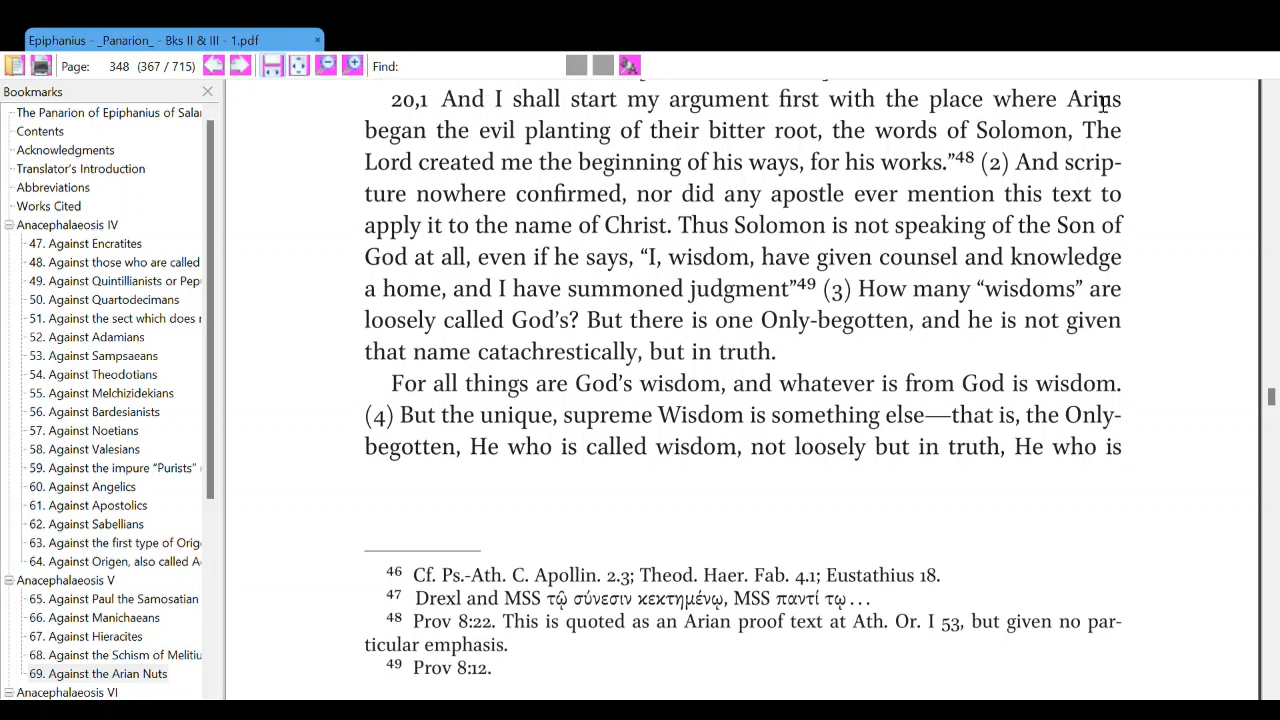 Epiphanius - _Panarion_ - Bks II & III - 1.pdf
Page: 348 (367 / 715) Find:
Bookmarks
The Panarion of Epiphanius of Sala
Contents
Acknowledgments
Translator's Introduction
Abbreviations
Works Cited
Anacephalaeosis IV
47. Against Encratites
48. Against those who are called
49. Against Quintillianists or Pep
50. Against Quartodecimans
51. Against the sect which does r
52. Against Adamians
53. Against Sampsaeans
54. Against Theodotians
55. Against Melchizidekians
56. Against Bardesianists
57. Against Noetians
58. Against Valesians
59. Against the impure "Purists" (
60. Against Angelics
61. Against Apostolics
62. Against Sabellians
63. Against the first type of Orig
64. Against Origen, also called A
Anacephalaeosis V
65. Against Paul the Samosatian
66. Against Manichaeans
67. Against Hieracites
68. Against the Schism of Melitiu
69. Against the Arian Nuts
Anacephalaeosis VI
20,1 And I shall start my argument first with the place where Arius
began the evil planting of their bitter root, the words of Solomon, The
Lord created me the beginning of his ways, for his works."48 (2) And scrip-
ture nowhere confirmed, nor did any apostle ever mention this text to
apply it to the name of Christ. Thus Solomon is not speaking of the Son of
God at all, even if he says, "I, wisdom, have given counsel and knowledge
a home, and I have summoned judgment"49 (3) How many "wisdoms" are
loosely called God's? But there is one Only-begotten, and he is not given
that name catachrestically, but in truth.
For all things are God's wisdom, and whatever is from God is wisdom.
(4) But the unique, supreme Wisdom is something else—that is, the Only-
begotten, He who is called wisdom, not loosely but in truth, He who is
46 Cf. Ps.-Ath. C. Apollin. 2.3; Theod. Haer. Fab. 4.1; Eustathius 18.
47 Drexl and MSS τῷ σύνεσιν κεκτημένῳ, MSS παντί τῳ . . .
48 Prov 8:22. This is quoted as an Arian proof text at Ath. Or. I 53, but given no par-
ticular emphasis.
49 Prov 8:12.